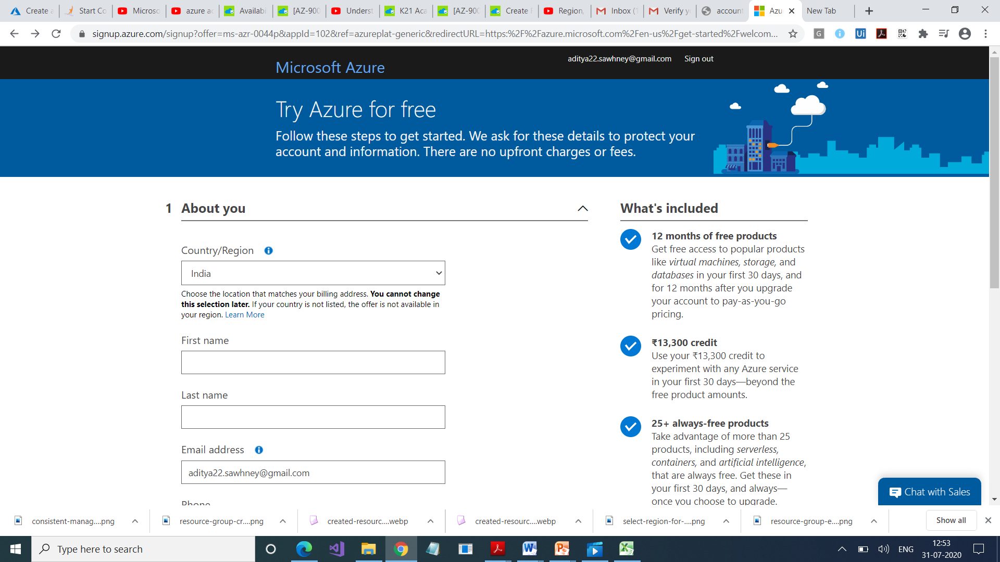 Create a
Start Co
Microso
azure ac
Availabi
[AZ-900
Underst
K21 Aca
[AZ-900
Create F
Region,
Inbox (1
Verify y
account
Azu
New Tab
signup.azure.com/signup?offer=ms-azr-0044p&appId=102&ref=azureplat-generic&redirectURL=https:%2F%2Fazure.microsoft.com%2Fen-us%2Fget-started%2Fwelcom...
G
Ui
Microsoft Azure
aditya22.sawhney@gmail.com
Sign out
Try Azure for free
Follow these steps to get started. We ask for these details to protect your
account and information. There are no upfront charges or fees.
1 About you
Country/Region
India
Choose the location that matches your billing address. You cannot change
this selection later. If your country is not listed, the offer is not available in
your region. Learn More
First name
Last name
Email address
aditya22.sawhney@gmail.com
Phone
What's included
12 months of free products
Get free access to popular products
like virtual machines, storage, and
databases in your first 30 days, and
for 12 months after you upgrade
your account to pay-as-you-go
pricing.
₹13,300 credit
Use your ₹13,300 credit to
experiment with any Azure service
in your first 30 days—beyond the
free product amounts.
25+ always-free products
Take advantage of more than 25
products, including serverless,
containers, and artificial intelligence,
that are always free. Get these in
your first 30 days, and always—
once you choose to upgrade.
Chat with Sales
consistent-manag....png
resource-group-cr....png
created-resourc....webp
created-resourc....webp
select-region-for-....png
resource-group-e....png
Show all
Type here to search
ENG
12:53
31-07-2020